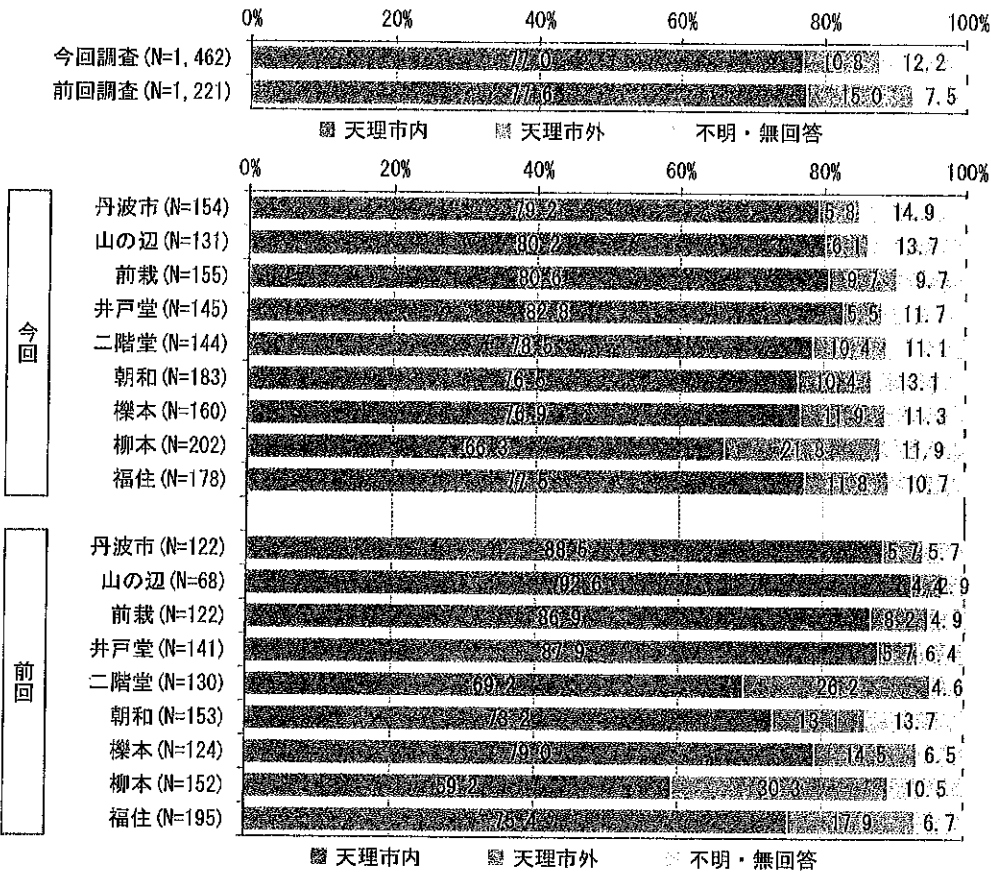 0% 20% 40% 60% 80% 100%
今回調査(N=1,462) 77.0 10.8 12.2
前回調査(N=1,221) 77.6 15.0 7.5
天理市内 天理市外 不明・無回答
0% 20% 40% 60% 80% 100%
今回
丹波市(N=154) 79.2 5.8 14.9
山の辺(N=131) 80.2 6.1 13.7
前栽(N=155) 80.6 9.7 9.7
井戸堂(N=145) 82.8 5.5 11.7
二階堂(N=144) 78.5 10.4 11.1
朝和(N=183) 76.5 10.4 13.1
櫟本(N=160) 76.9 11.9 11.3
柳本(N=202) 66.3 21.8 11.9
福住(N=178) 77.5 11.8 10.7
前回
丹波市(N=122) 88.5 5.7 5.7
山の辺(N=68) 92.6 4.4 2.9
前栽(N=122) 86.9 8.2 4.9
井戸堂(N=141) 87.9 5.7 6.4
二階堂(N=130) 69.2 26.2 4.6
朝和(N=153) 73.2 13.1 13.7
櫟本(N=124) 79.0 14.5 6.5
柳本(N=152) 59.2 30.3 10.5
福住(N=195) 75.4 17.9 6.7
天理市内 天理市外 不明・無回答